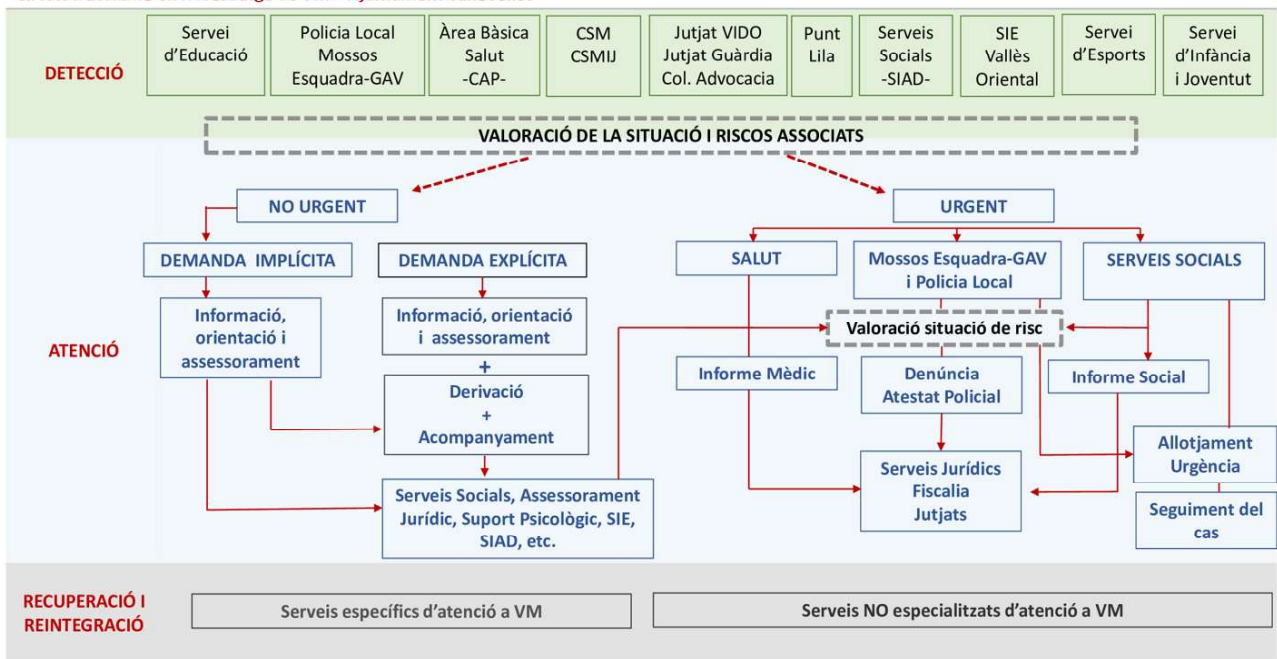 DETECCIÓ
Servei
d'Educació
Policia Local
Mossos
Esquadra-GAV
Àrea Bàsica
Salut
-CAP-
CSM
CSMIJ
Jutjat VIDO
Jutjat Guàrdia
Col. Advocacia
Punt
Lila
Serveis
Socials
-SIAD-
SIE
Vallès
Oriental
Servei
d'Esports
Servei
d'Infància
i Joventut
VALORACIÓ DE LA SITUACIÓ I RISCOS ASSOCIATS
NO URGENT
URGENT
DEMANDA IMPLÍCITA
DEMANDA EXPLÍCITA
SALUT
Mossos Esquadra-GAV
i Policia Local
SERVEIS SOCIALS
ATENCIÓ
Informació,
orientació i
assessorament
Informació, orientació
i assessorament
+
Derivació
+
Acompanyament
Valoració situació de risc
Informe Mèdic
Denúncia
Atestat Policial
Informe Social
Serveis Socials, Assessorament
Jurídic, Suport Psicològic, SIE,
SIAD, etc.
Serveis Jurídics
Fiscalia
Jutjats
Allotjament
Urgència
Seguiment del
cas
RECUPERACIÓ I
REINTEGRACIÓ
Serveis específics d'atenció a VM
Serveis NO especialitzats d'atenció a VM